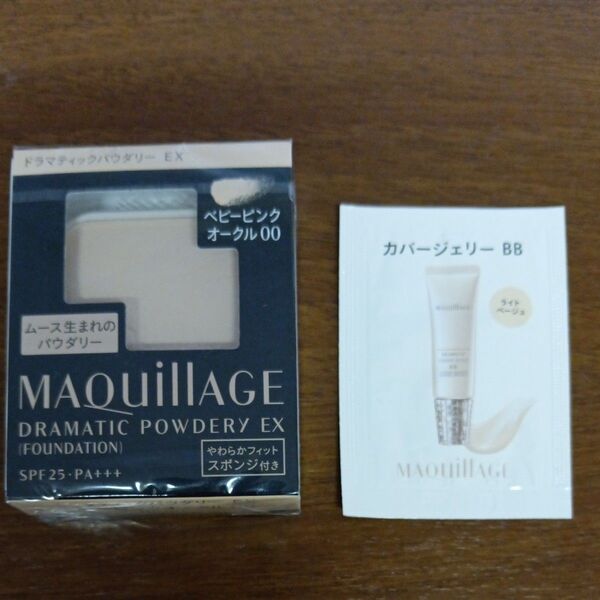 ドラマティックパウダリー EX
ベビーピンク
オークル00
ムース生まれの
パウダリー
MAQuillAGE
DRAMATIC POWDERY EX
(FOUNDATION)
SPF25・PA+++
やわらかフィット
スポンジ付き
カバージェリー BB
ライト
ベージュ
maquillage
MAQuillAGE